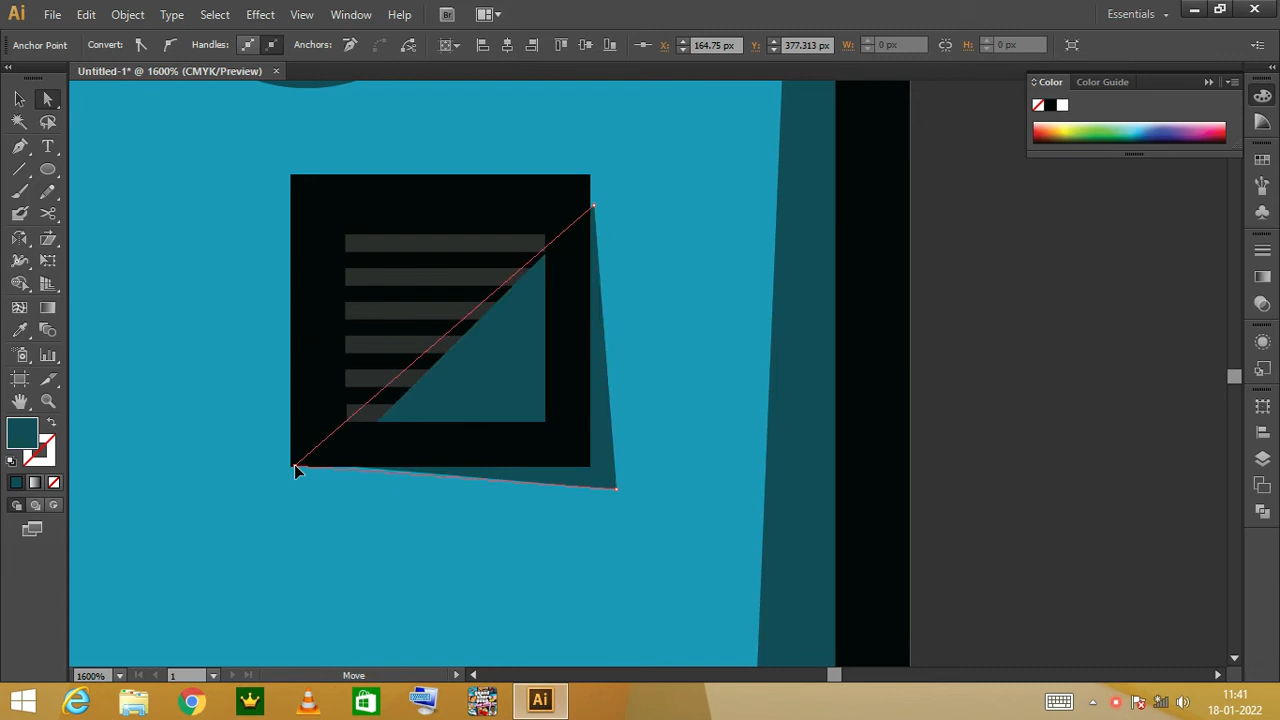 Ai File Edit Object Type Select Effect View Window Help Br Essentials
Anchor Point Convert: Handles: Anchors: X: 164.75 px Y: 377.313 px W: 0 px H: 0 px
Untitled-1* @ 1600% (CMYK/Preview)
Color Color Guide
T
1600% 1 Move
Ai 11:41
18-01-2022